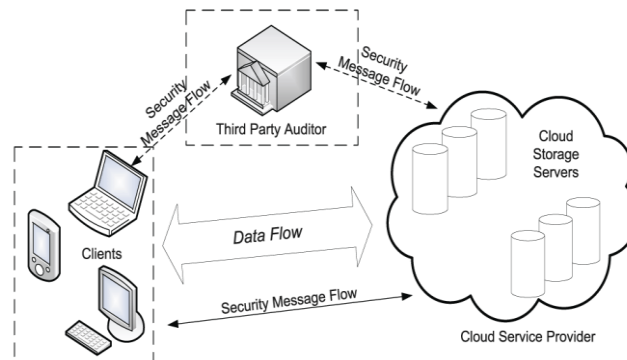 Security
Message Flow
Security
Message Flow
Third Party Auditor
Cloud
Storage
Servers
Clients
Data Flow
Security Message Flow
Cloud Service Provider